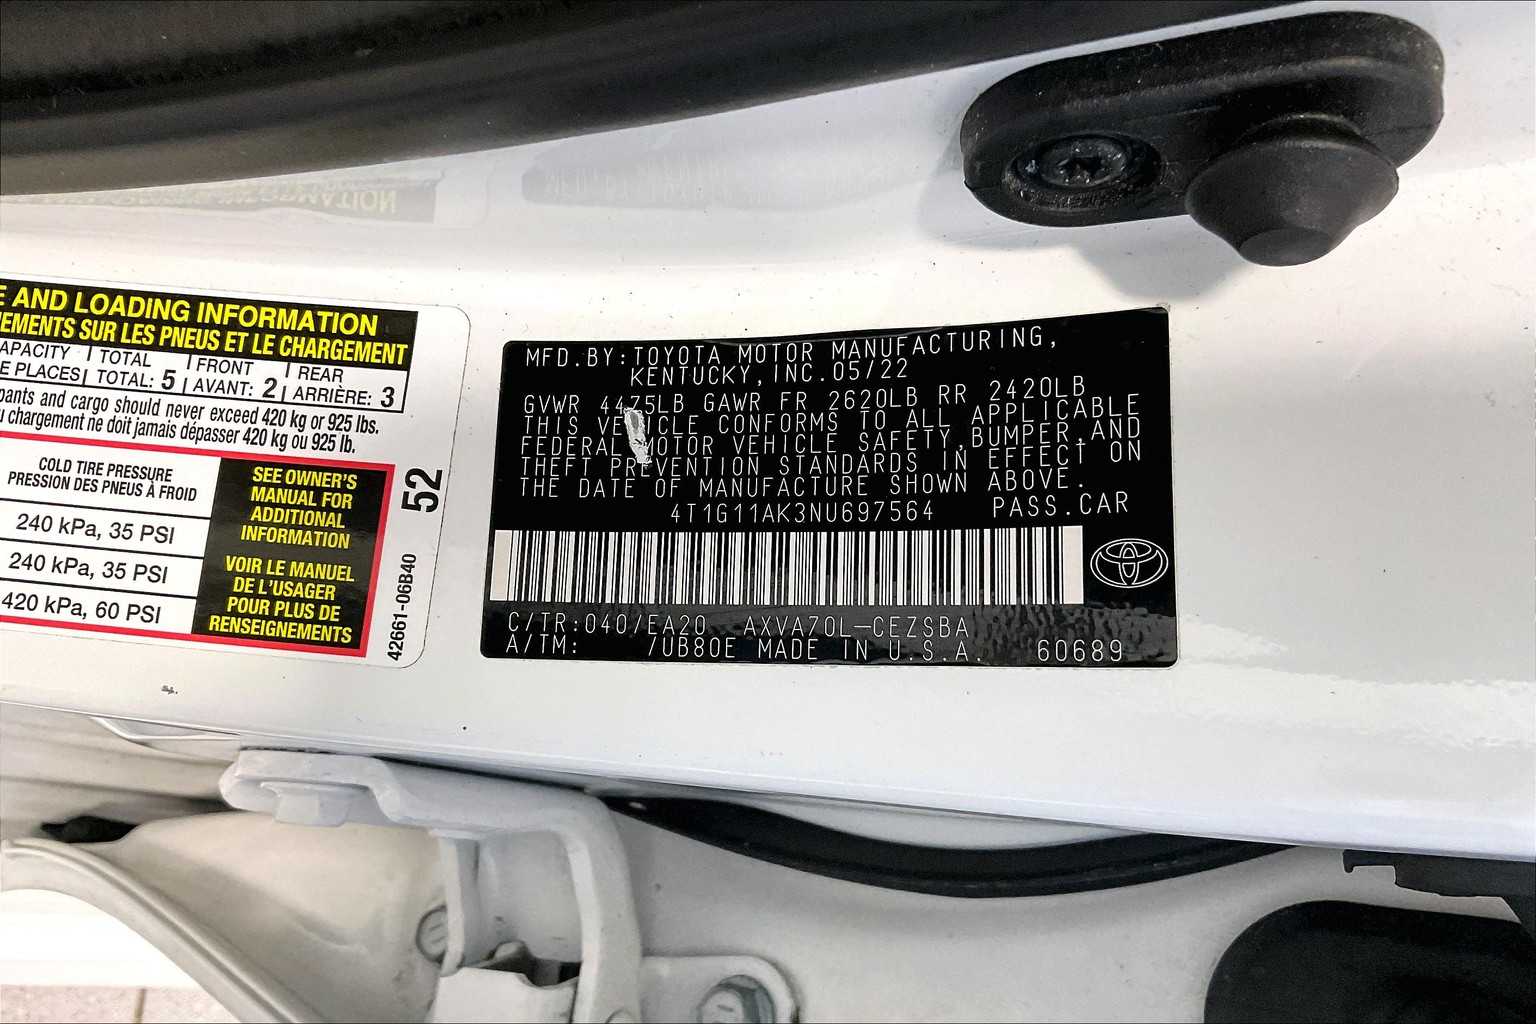 E AND LOADING INFORMATION
NEMENTS SUR LES PNEUS ET LE CHARGEMENT
APACITY TOTAL FRONT REAR
E PLACES TOTAL: 5 AVANT: 2 ARRIÈRE: 3
pants and cargo should never exceed 420 kg or 925 lbs.
u chargement ne doit jamais dépasser 420 kg ou 925 lb.
COLD TIRE PRESSURE
PRESSION DES PNEUS À FROID
240 kPa, 35 PSI
240 kPa, 35 PSI
420 kPa, 60 PSI
SEE OWNER'S
MANUAL FOR
ADDITIONAL
INFORMATION
VOIR LE MANUEL
DE L'USAGER
POUR PLUS DE
RENSEIGNEMENTS
52
42661-06B40
MFD.BY:TOYOTA MOTOR MANUFACTURING,
KENTUCKY,INC.05/22
GVWR 4475LB GAWR FR 2620LB RR 2420LB
THIS VEHICLE CONFORMS TO ALL APPLICABLE
FEDERAL MOTOR VEHICLE SAFETY,BUMPER,AND
THEFT PREVENTION STANDARDS IN EFFECT ON
THE DATE OF MANUFACTURE SHOWN ABOVE.
4T1G11AK3NU697564 PASS.CAR
C/TR:040/EA20 AXVA70L-CEZSBA
A/TM: /UB80E MADE IN U.S.A. 60689